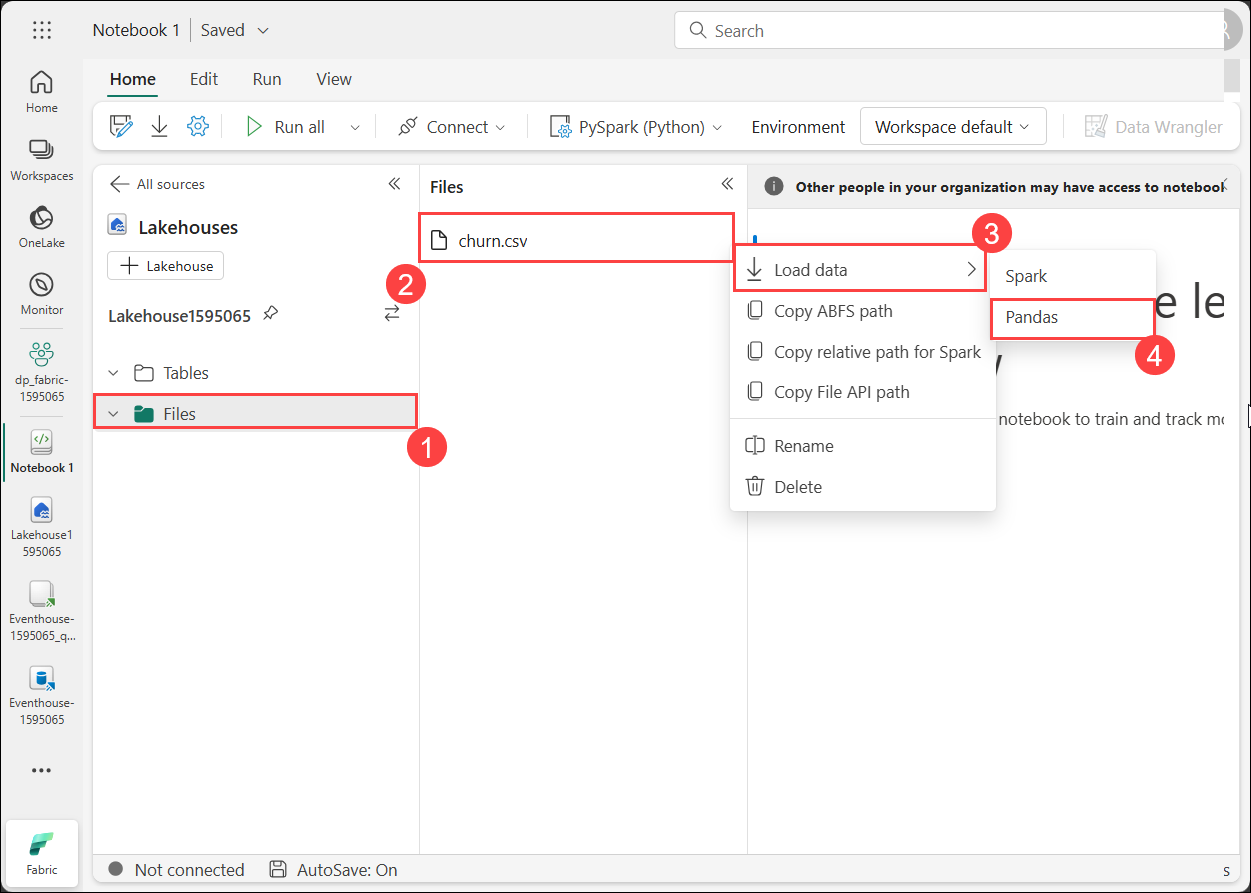 Notebook 1 Saved
Search
Home Edit Run View
Run all Connect PySpark (Python) Environment Workspace default Data Wrangler
Home
Workspaces
OneLake
Monitor
dp_fabric-
1595065
Notebook 1
Lakehouse1
595065
Eventhouse-
1595065_q...
Eventhouse-
1595065
Fabric
All sources
Lakehouses
Lakehouse
Lakehouse1595065
Tables
Files
1
2
Files
churn.csv
Other people in your organization may have access to notebook
3
Load data
Copy ABFS path
Copy relative path for Spark
Copy File API path
Rename
Delete
Spark
Pandas
4
e le
notebook to train and track mo
Not connected AutoSave: On
s